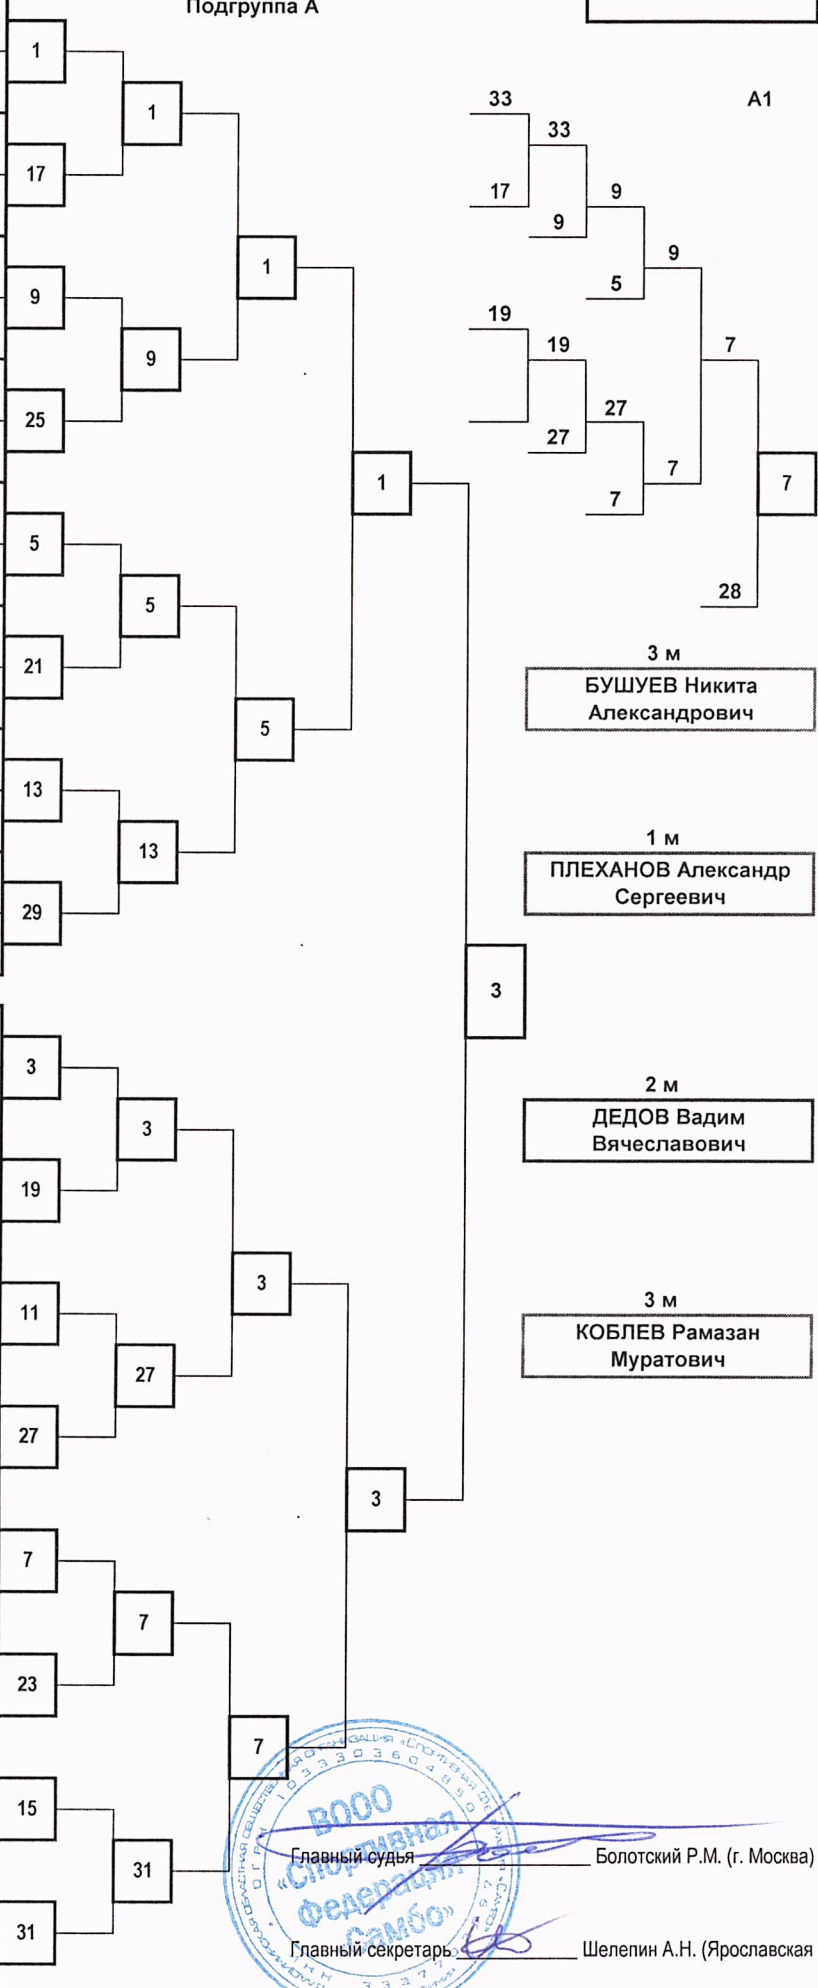 Подгруппа А
1
1
17
1
9
9
25
1
5
5
21
5
13
13
29
3
3
3
19
3
11
27
27
3
7
7
23
7
15
31
31
А1
33
33
17
9
9
9
5
19
19
7
27
27
7
7
7
28
3 м
БУШУЕВ Никита
Александрович
1 м
ПЛЕХАНОВ Александр
Сергеевич
2 м
ДЕДОВ Вадим
Вячеславович
3 м
КОБЛЕВ Рамазан
Муратович
ВООО
«Спортивная
Федерация
Самбо»
Главный судья Болотский Р.М. (г. Москва)
Главный секретарь Шелепин А.Н. (Ярославская